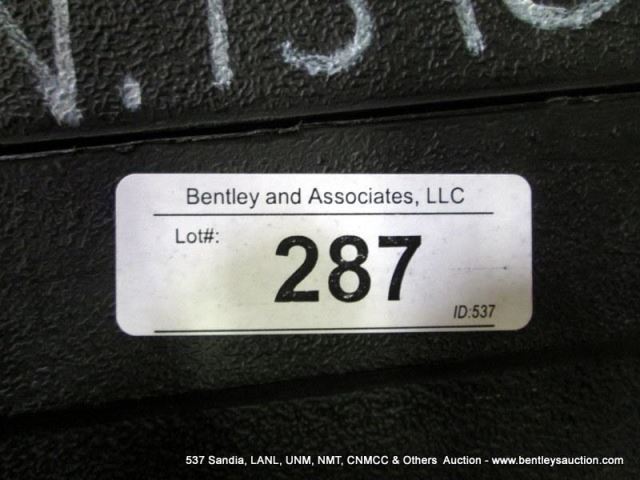 Bentley and Associates, LLC
Lot#:
287
ID:537
537 Sandia, LANL, UNM, NMT, CNMCC & Others Auction - www.bentleysauction.com